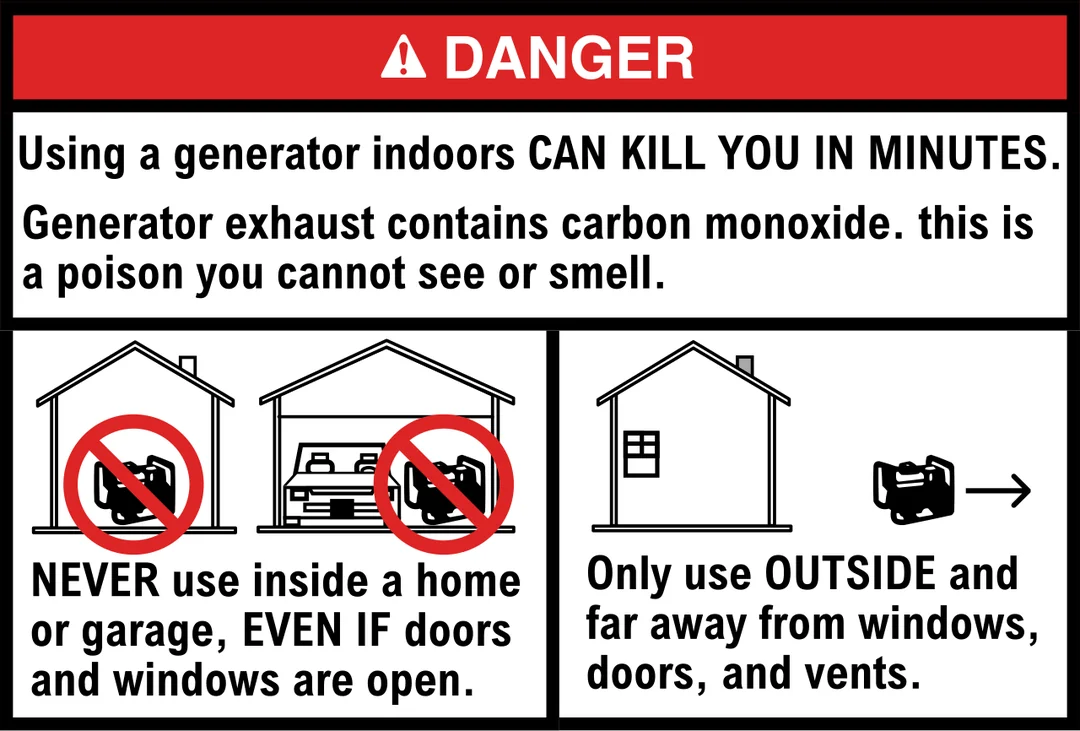 DANGER
Using a generator indoors CAN KILL YOU IN MINUTES.
Generator exhaust contains carbon monoxide. this is
a poison you cannot see or smell.
NEVER use inside a home
or garage, EVEN IF doors
and windows are open.
Only use OUTSIDE and
far away from windows,
doors, and vents.